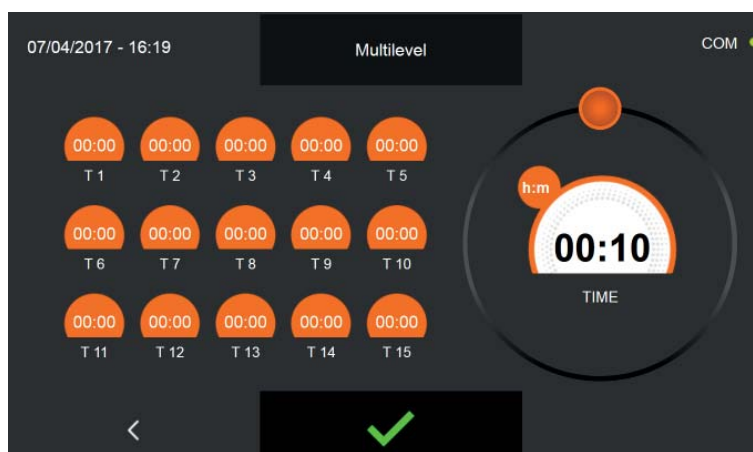 07/04/2017 - 16:19
Multilevel
COM
00:00 00:00 00:00 00:00 00:00
T 1 T 2 T 3 T 4 T 5
00:00 00:00 00:00 00:00 00:00
T 6 T 7 T 8 T 9 T 10
00:00 00:00 00:00 00:00 00:00
T 11 T 12 T 13 T 14 T 15
h:m
00:10
TIME